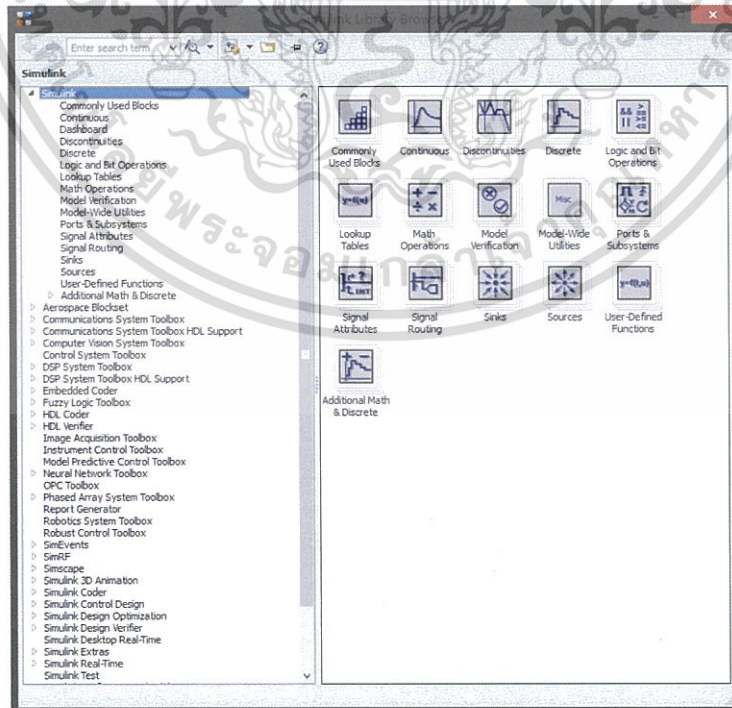 Simulink Library Browser
Enter search term
Simulink
Simulink
Commonly Used Blocks
Continuous
Dashboard
Discontinuities
Discrete
Logic and Bit Operations
Lookup Tables
Math Operations
Model Verification
Model-Wide Utilities
Ports & Subsystems
Signal Attributes
Signal Routing
Sinks
Sources
User-Defined Functions
Additional Math & Discrete
Aerospace Blockset
Communications System Toolbox
Communications System Toolbox HDL Support
Computer Vision System Toolbox
Control System Toolbox
DSP System Toolbox
DSP System Toolbox HDL Support
Embedded Coder
Fuzzy Logic Toolbox
HDL Coder
HDL Verifier
Image Acquisition Toolbox
Instrument Control Toolbox
Model Predictive Control Toolbox
Neural Network Toolbox
OPC Toolbox
Phased Array System Toolbox
Report Generator
Robotics System Toolbox
Robust Control Toolbox
SimEvents
SimRF
Simscape
Simulink 3D Animation
Simulink Coder
Simulink Control Design
Simulink Design Optimization
Simulink Design Verifier
Simulink Desktop Real-Time
Simulink Extras
Simulink Real-Time
Simulink Test
Commonly
Used Blocks
Continuous
Discontinuities
Discrete
Logic and Bit
Operations
y=f(u)
Lookup
Tables
Math
Operations
Model
Verification
Misc
Model-Wide
Utilities
Ports &
Subsystems
Signal
Attributes
Signal
Routing
Sinks
Sources
y=f(t,u)
User-Defined
Functions
Additional Math
& Discrete